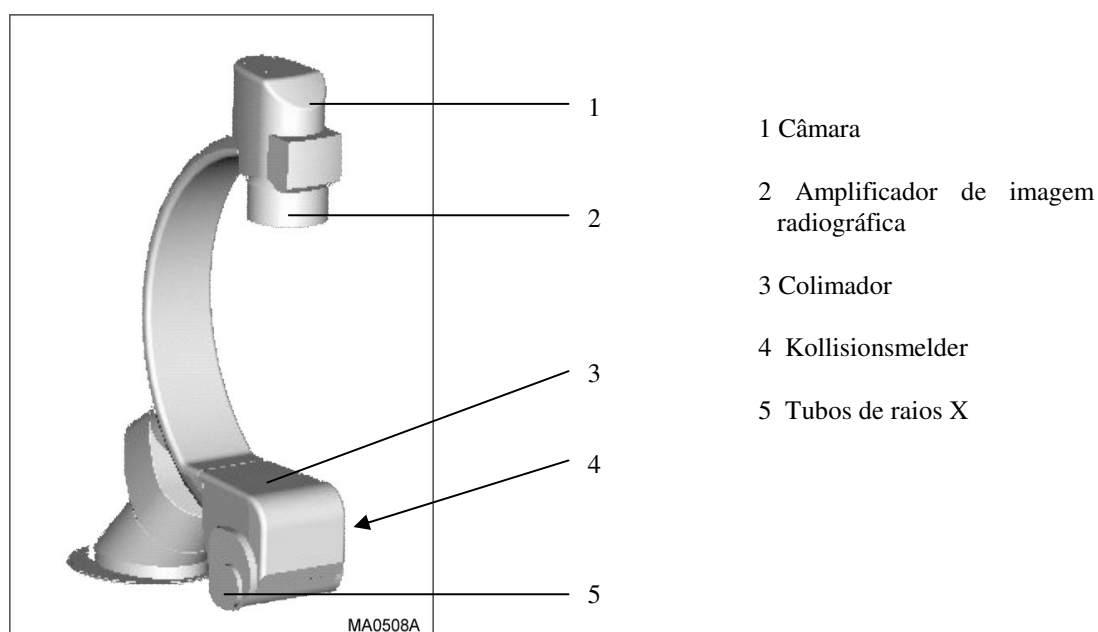 1
2
3
4
5
MA0508A
1 Câmara
2 Amplificador de imagem
radiográfica
3 Colimador
4 Kollisionsmelder
5 Tubos de raios X